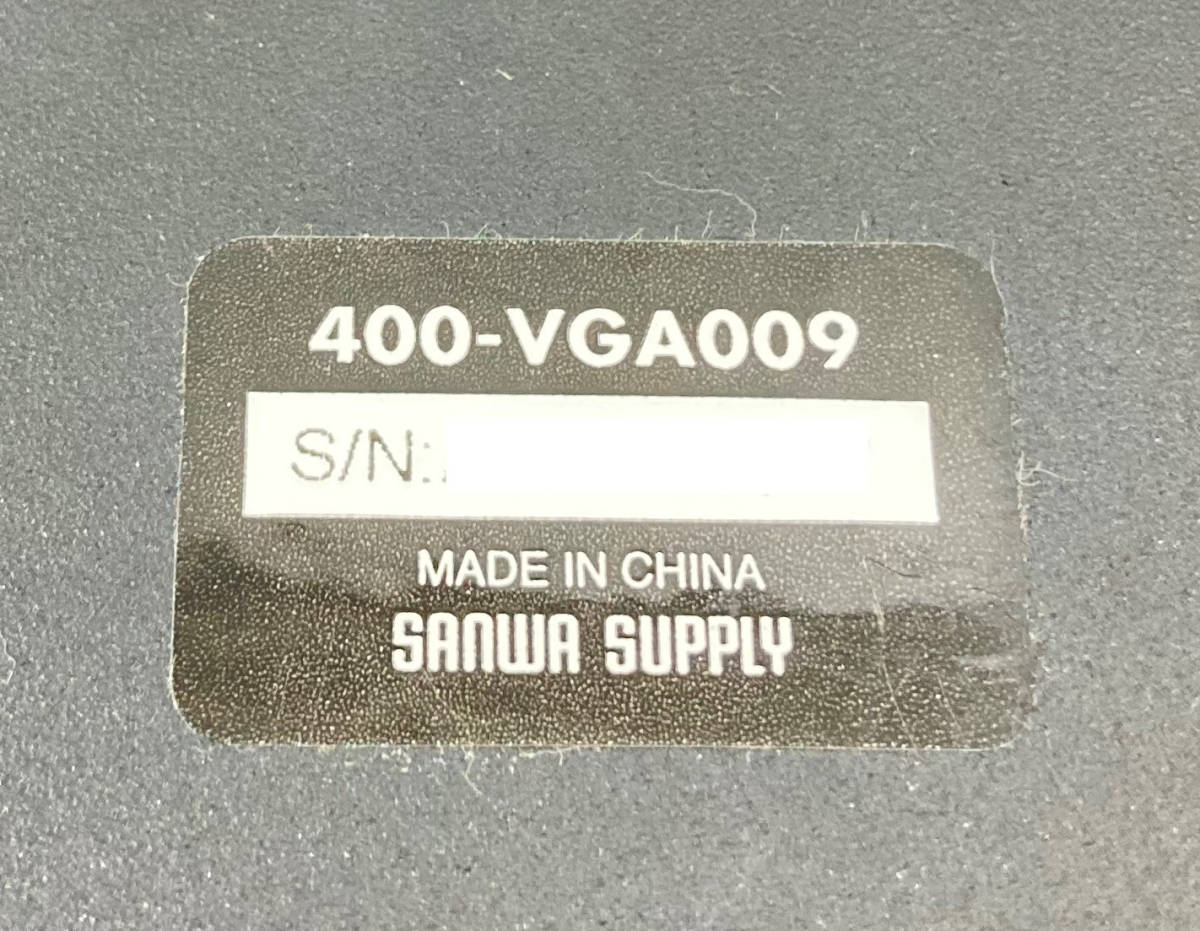 400-VGA009
S/N:
MADE IN CHINA
SANWA SUPPLY